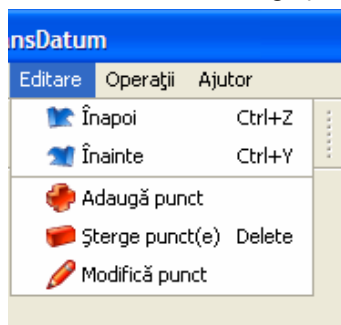 nsDatum
Editare Operaţii Ajutor
Înapoi Ctrl+Z
Înainte Ctrl+Y
Adaugă punct
Şterge punct(e) Delete
Modifică punct